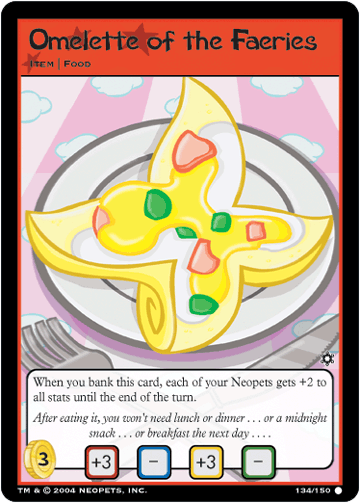 Omelette of the Faeries
Item | Food
When you bank this card, each of your Neopets gets +2 to
all stats until the end of the turn.
After eating it, you won't need lunch or dinner . . . or a midnight
snack . . . or breakfast the next day . . . .
3
+3
–
+3
–
TM & © 2004 NEOPETS, INC.
134/150